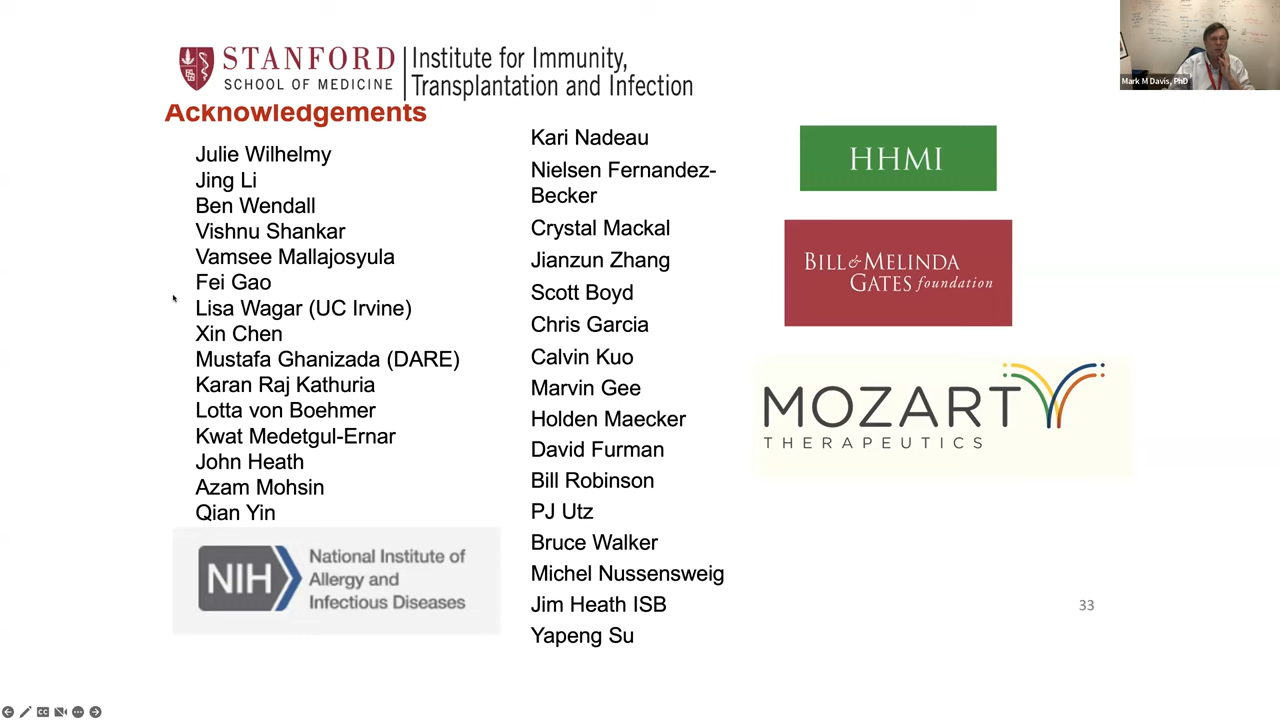 STANFORD
SCHOOL OF MEDICINE
Institute for Immunity,
Transplantation and Infection
Acknowledgements
Julie Wilhelmy
Jing Li
Ben Wendall
Vishnu Shankar
Vamsee Mallajosyula
Fei Gao
Lisa Wagar (UC Irvine)
Xin Chen
Mustafa Ghanizada (DARE)
Karan Raj Kathuria
Lotta von Boehmer
Kwat Medetgul-Ernar
John Heath
Azam Mohsin
Qian Yin
NIH
National Institute of
Allergy and
Infectious Diseases
Kari Nadeau
Nielsen Fernandez-
Becker
Crystal Mackal
Jianzun Zhang
Scott Boyd
Chris Garcia
Calvin Kuo
Marvin Gee
Holden Maecker
David Furman
Bill Robinson
PJ Utz
Bruce Walker
Michel Nussensweig
Jim Heath ISB
Yapeng Su
HHMI
BILL & MELINDA
GATES foundation
MOZART
THERAPEUTICS
33
Mark M Davis, PhD
CC